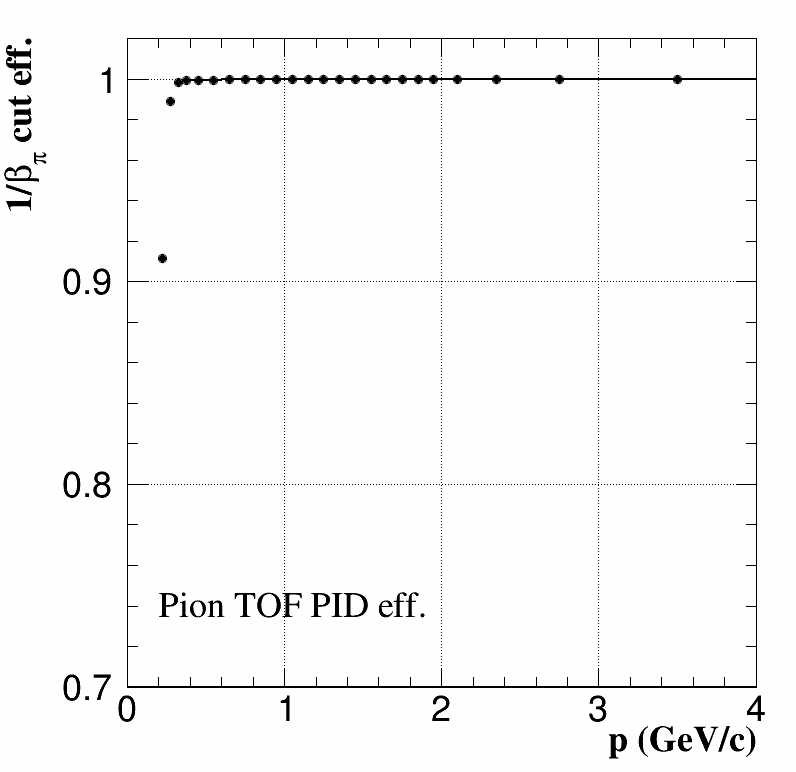 1/βπ cut eff.
1
0.9
0.8
0.7
Pion TOF PID eff.
0 1 2 3 4
p (GeV/c)